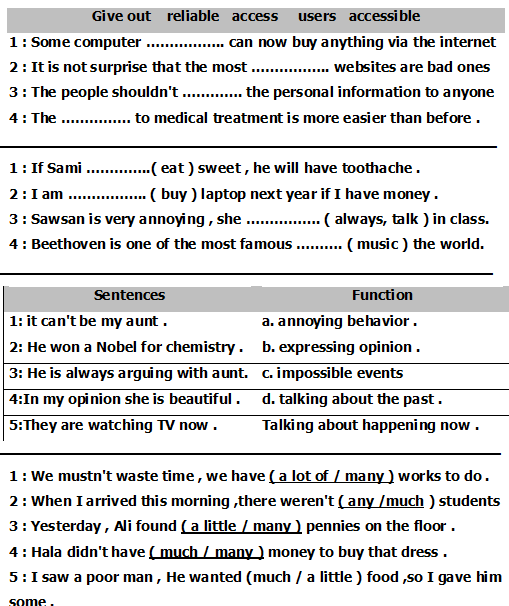 Give out reliable access users accessible
1 : Some computer ................ can now buy anything via the internet
2 : It is not surprise that the most ................ websites are bad ones
3 : The people shouldn't ............. the personal information to anyone
4 : The ............... to medical treatment is more easier than before .
1 : If Sami ..............( eat ) sweet , he will have toothache .
2 : I am ................ ( buy ) laptop next year if I have money .
3 : Sawsan is very annoying , she ................ ( always, talk ) in class.
4 : Beethoven is one of the most famous .......... ( music ) the world.
Sentences Function
1: it can't be my aunt . a. annoying behavior .
2: He won a Nobel for chemistry . b. expressing opinion .
3: He is always arguing with aunt. c. impossible events
4:In my opinion she is beautiful . d. talking about the past .
5:They are watching TV now . Talking about happening now .
1 : We mustn't waste time , we have ( a lot of / many ) works to do .
2 : When I arrived this morning ,there weren't ( any /much ) students
3 : Yesterday , Ali found ( a little / many ) pennies on the floor .
4 : Hala didn't have ( much / many ) money to buy that dress .
5 : I saw a poor man , He wanted (much / a little ) food ,so I gave him
some .